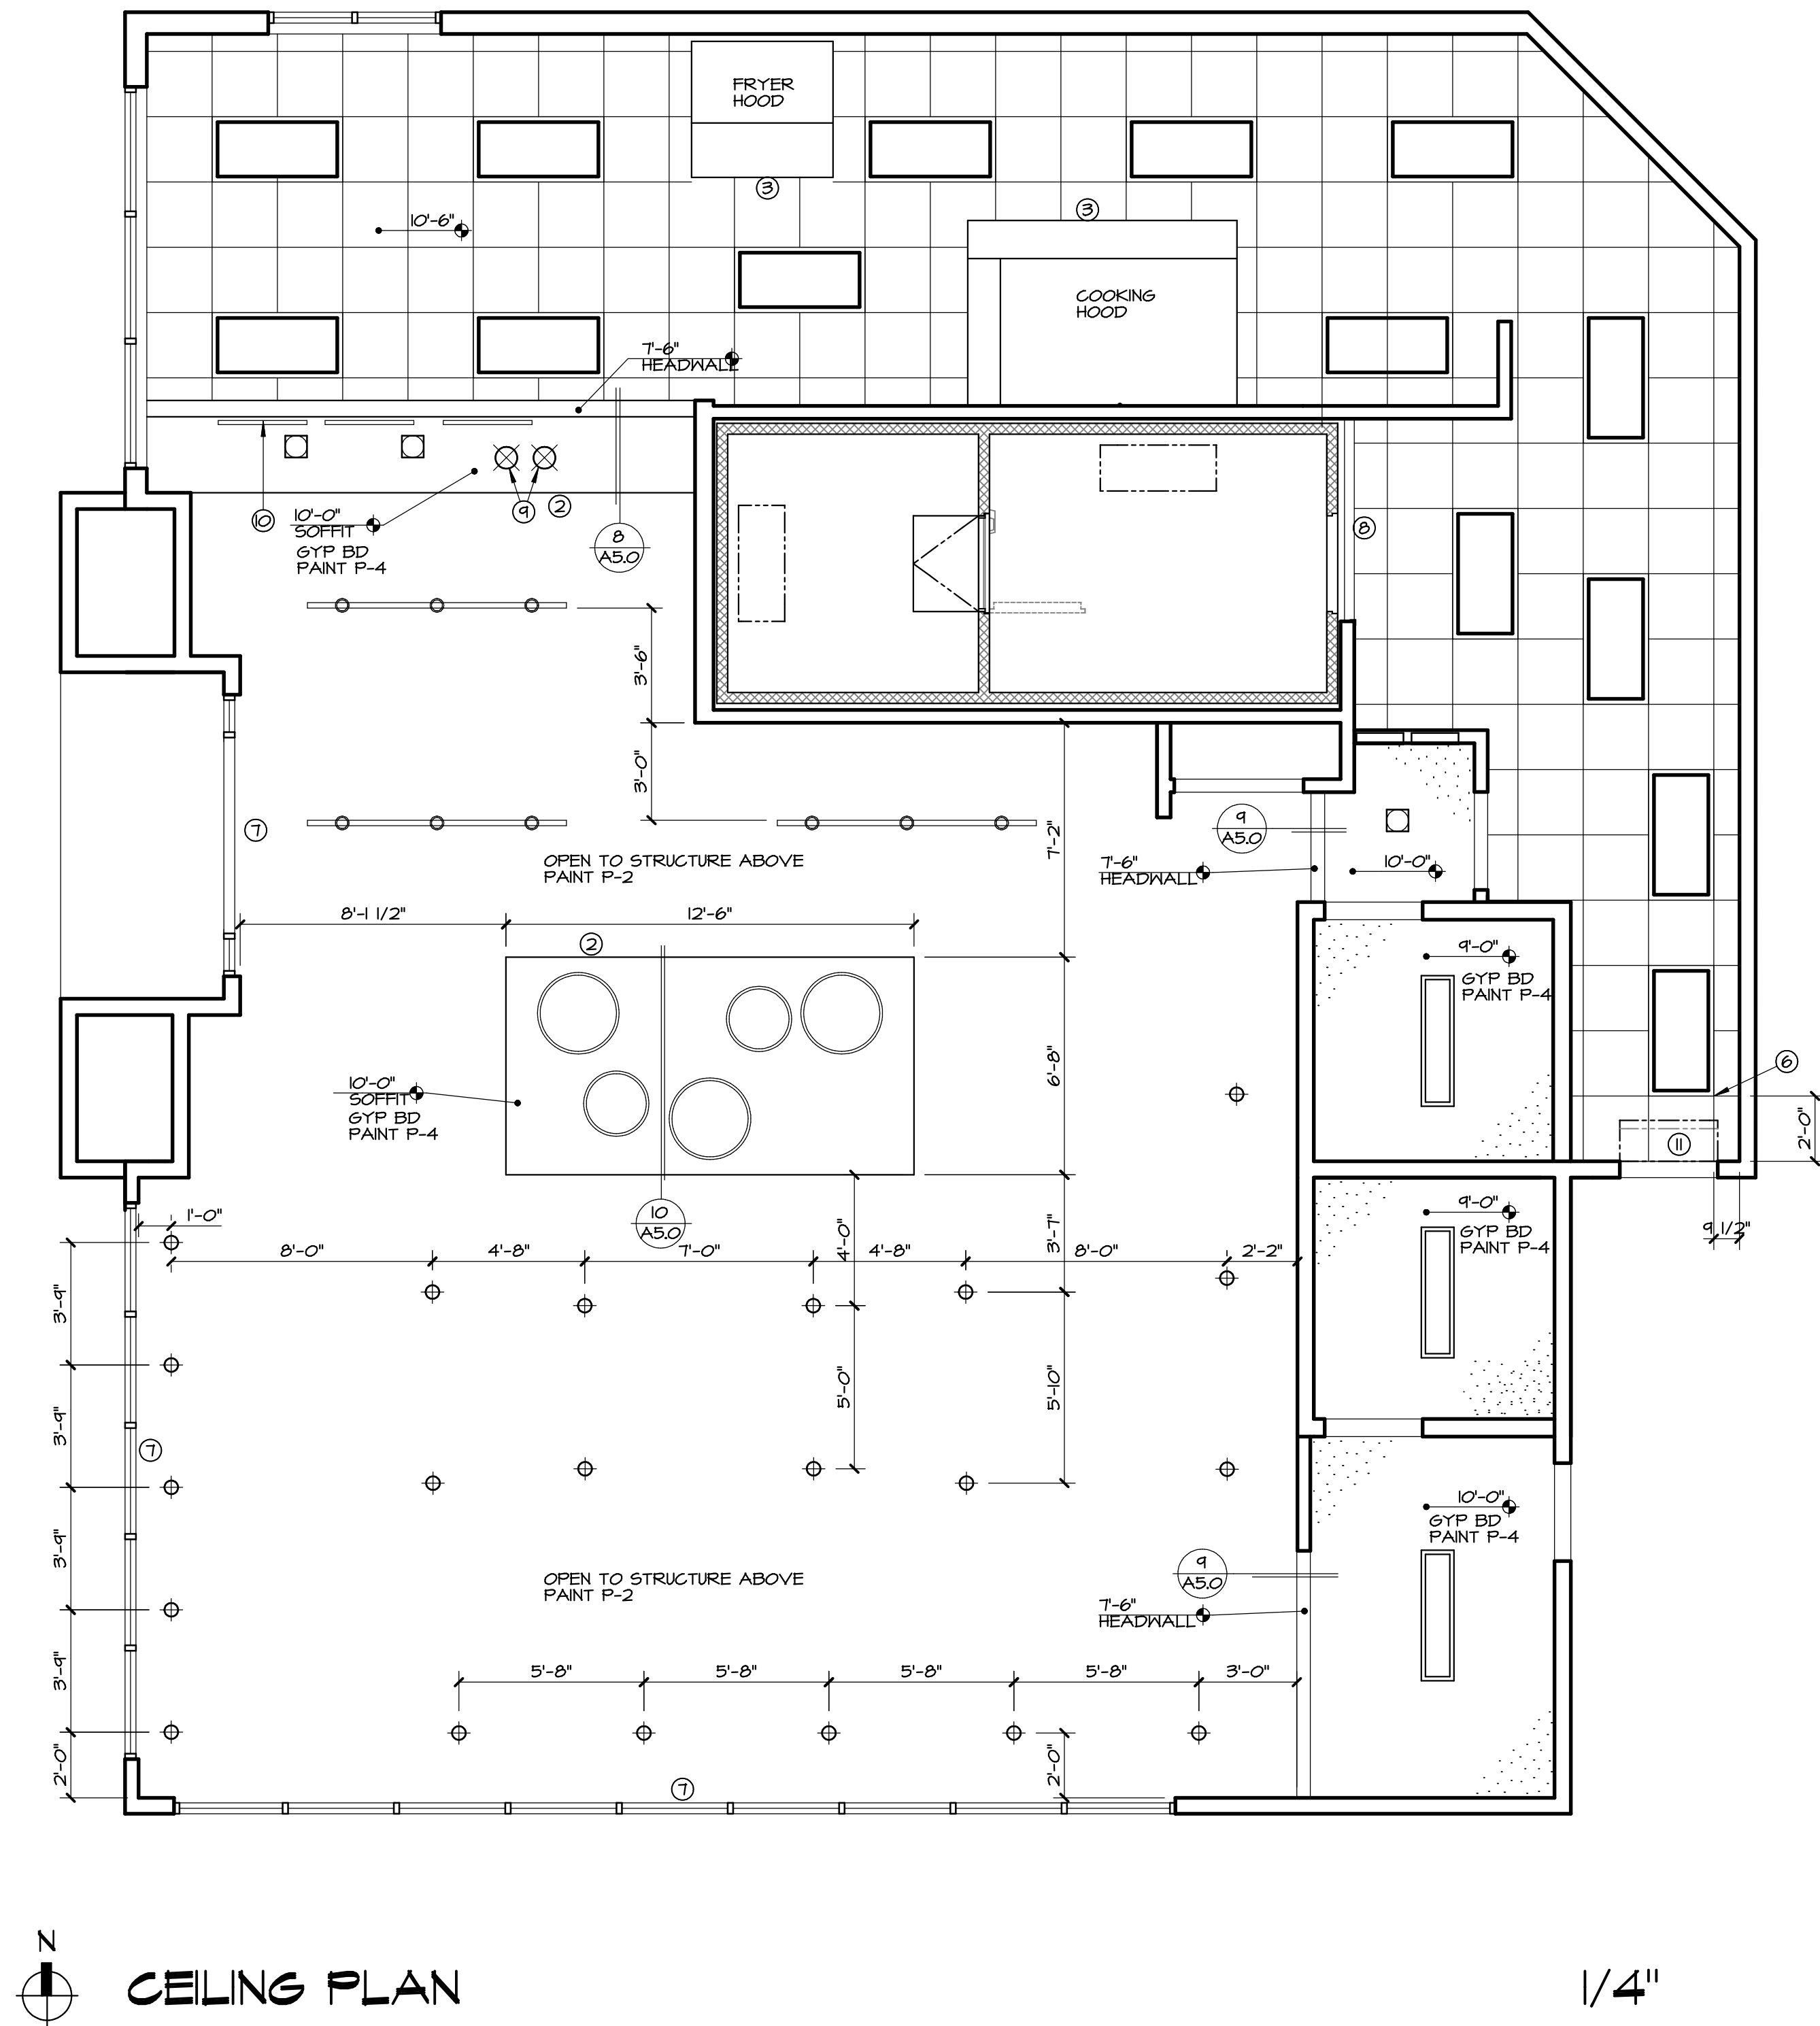 FRYER
HOOD
3
3
10'-6"
COOKING
HOOD
7'-6"
HEADWALL
10
10'-0"
SOFFIT
GYP BD
PAINT P-4
9
2
8
A5.0
8
3'-6"
3'-0"
7
OPEN TO STRUCTURE ABOVE
PAINT P-2
7'-2"
9
A5.0
7'-6"
HEADWALL
10'-0"
8'-1 1/2"
12'-6"
2
9'-0"
GYP BD
PAINT P-4
10'-0"
SOFFIT
GYP BD
PAINT P-4
6'-8"
6
11
2'-0"
9 1/2"
10
A5.0
1'-0"
8'-0"
4'-8"
7'-0"
4'-8"
8'-0"
2'-2"
4'-0"
3'-7"
9'-0"
GYP BD
PAINT P-4
3'-9"
3'-9"
3'-9"
3'-9"
2'-0"
5'-0"
5'-10"
7
10'-0"
GYP BD
PAINT P-4
OPEN TO STRUCTURE ABOVE
PAINT P-2
9
A5.0
7'-6"
HEADWALL
5'-8"
5'-8"
5'-8"
5'-8"
3'-0"
2'-0"
7
N
CEILING PLAN
1/4"